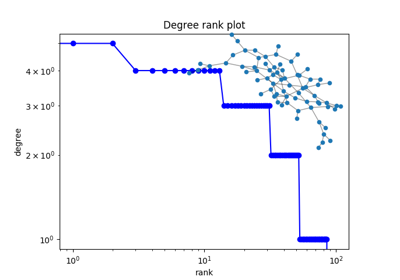 Degree rank plot
degree
4 × 10⁰
3 × 10⁰
2 × 10⁰
10⁰
10⁰ 10¹ 10²
rank